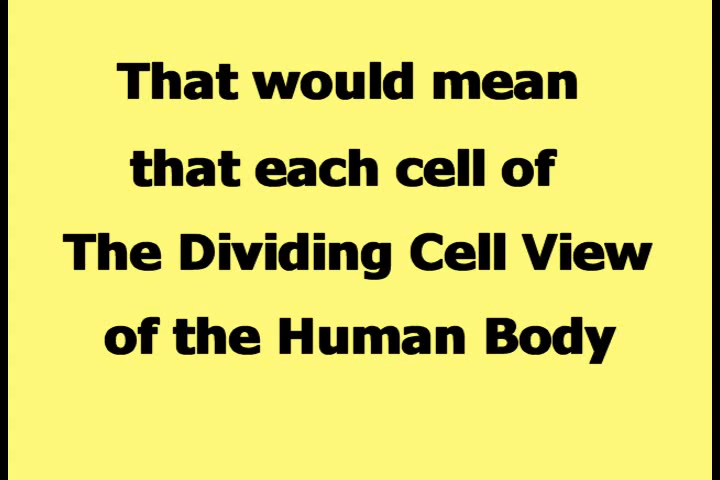 That would mean
that each cell of
The Dividing Cell View
of the Human Body